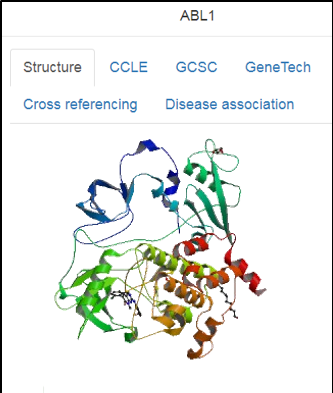 ABL1
Structure CCLE GCSC GeneTech
Cross referencing Disease association